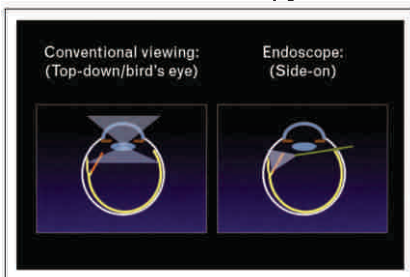 Conventional viewing:
(Top-down/bird's eye)
Endoscope:
(Side-on)